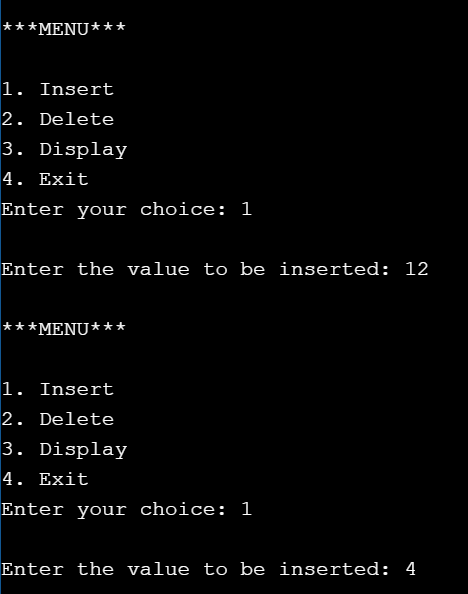 ***MENU***
1. Insert
2. Delete
3. Display
4. Exit
Enter your choice: 1
Enter the value to be inserted: 12
***MENU***
1. Insert
2. Delete
3. Display
4. Exit
Enter your choice: 1
Enter the value to be inserted: 4